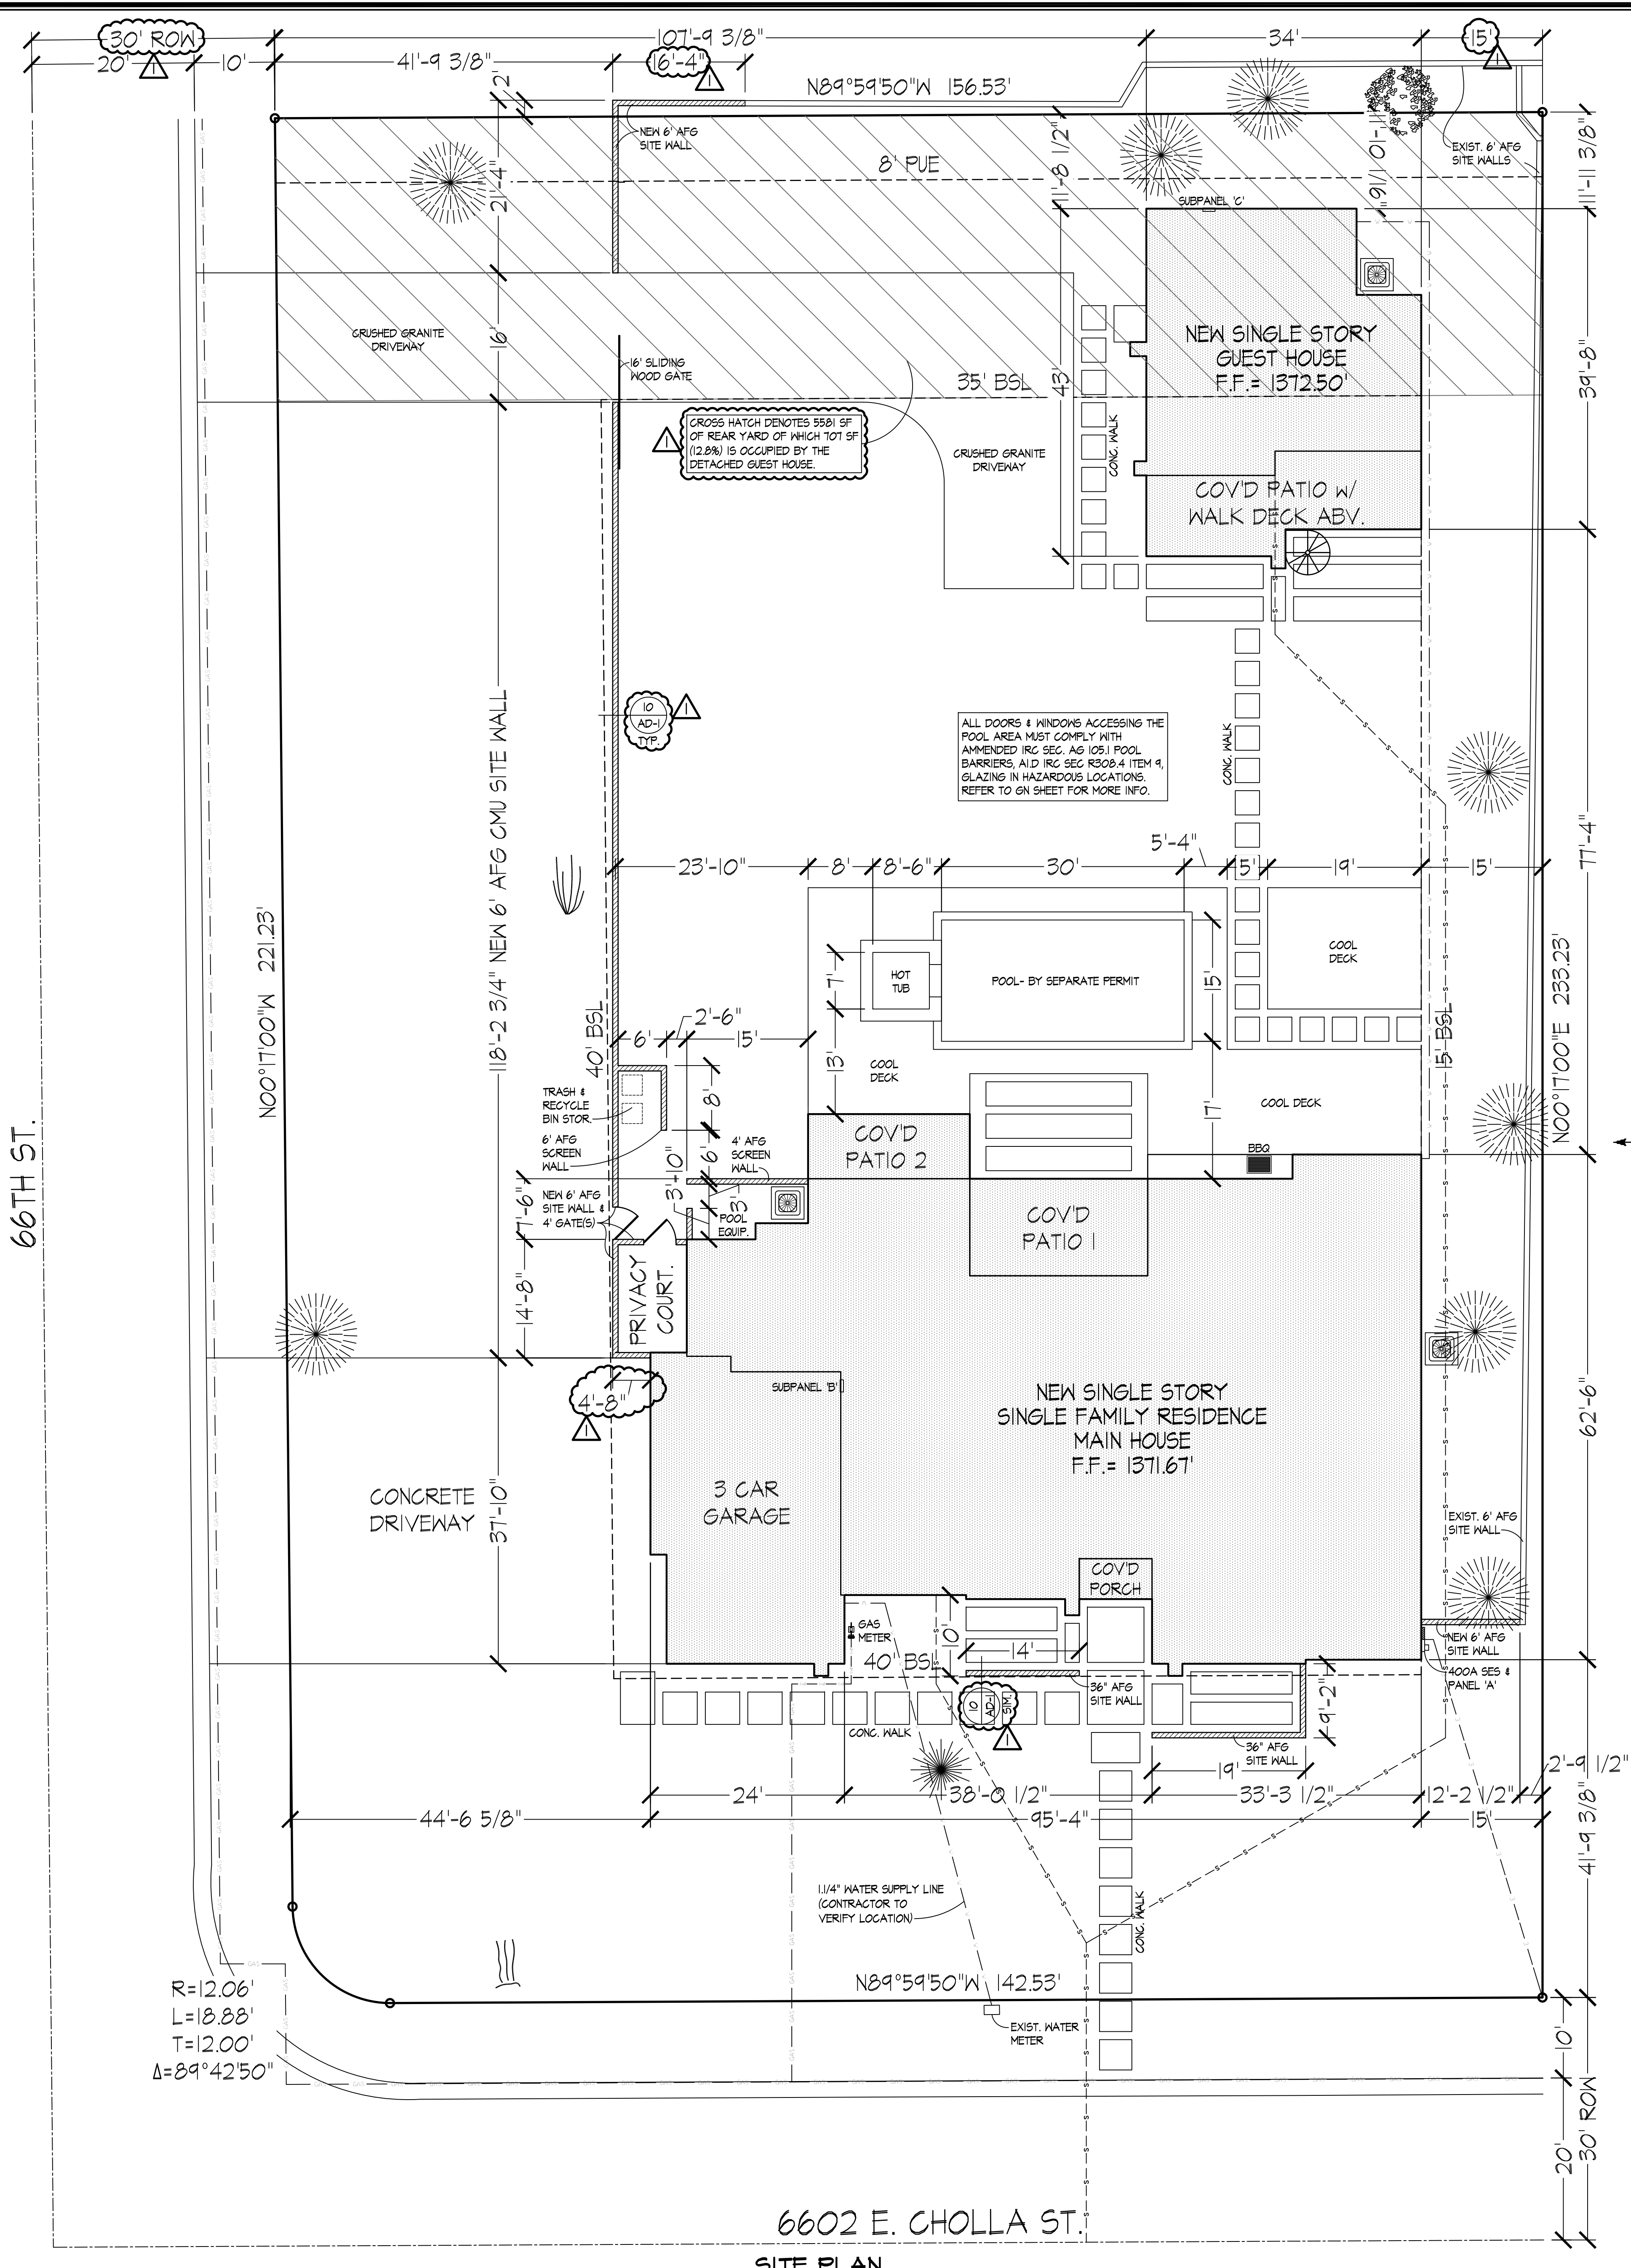 30' ROW
107'-9 3/8"
34'
15'
20'
10'
41'-9 3/8"
16'-4"
1
1
1
2'
N89°59'50"W 156.53'
NEW 6' AFG
SITE WALL
8' PUE
11'-8 1/2"
EXIST. 6' AFG
SITE WALLS
11'-11 3/8"
21'-4"
SUBPANEL 'C'
CRUSHED GRANITE
DRIVEWAY
16'
16' SLIDING
WOOD GATE
35' BSL
43'
NEW SINGLE STORY
GUEST HOUSE
F.F.= 1372.50'
39'-8"
1
CROSS HATCH DENOTES 5581 SF
OF REAR YARD OF WHICH 707 SF
(12.8%) IS OCCUPIED BY THE
DETACHED GUEST HOUSE.
CRUSHED GRANITE
DRIVEWAY
CONC. WALK
COV'D PATIO W/
WALK DECK ABV.
10
AD-1
TYP.
1
118'-2 3/4" NEW 6' AFG CMU SITE WALL
ALL DOORS & WINDOWS ACCESSING THE
POOL AREA MUST COMPLY WITH
AMMENDED IRC SEC. AG 105.1 POOL
BARRIERS, A1.D IRC SEC R308.4 ITEM 9,
GLAZING IN HAZARDOUS LOCATIONS.
REFER TO GN SHEET FOR MORE INFO.
CONC. WALK
77'-4"
23'-10"
8'
8'-6"
30'
5'-4"
5'
19'
15'
N00°17'00"W 221.23'
N00°17'00"E 233.23'
HOT
TUB
7'
POOL- BY SEPARATE PERMIT
15'
COOL
DECK
40' BSL
15' BSL
6'
2'-6"
15'
13'
COOL
DECK
17'
COOL DECK
TRASH &
RECYCLE
BIN STOR.
8'
6' AFG
SCREEN
WALL
4' AFG
SCREEN
WALL
6'
COV'D
PATIO 2
BBQ
66TH ST.
7'-6"
NEW 6' AFG
SITE WALL &
4' GATE(S)
3'-10"
3'
POOL
EQUIP.
COV'D
PATIO 1
14'-8"
PRIVACY
COURT.
4'-8"
1
SUBPANEL 'B'
NEW SINGLE STORY
SINGLE FAMILY RESIDENCE
MAIN HOUSE
F.F.= 1371.67'
62'-6"
3 CAR
GARAGE
CONCRETE
DRIVEWAY
37'-10"
EXIST. 6' AFG
SITE WALL
COV'D
PORCH
GAS
METER
10'
14'
40' BSL
NEW 6' AFG
SITE WALL
400A SES &
PANEL 'A'
36" AFG
SITE WALL
9'-2"
10
AD-1
SIM.
1
CONC. WALK
36" AFG
SITE WALL
19'
24'
38'-0 1/2"
33'-3 1/2"
12'-2 1/2"
2'-9 1/2"
44'-6 5/8"
95'-4"
15'
41'-9 3/8"
1.1/4" WATER SUPPLY LINE
(CONTRACTOR TO
VERIFY LOCATION)
CONC. WALK
R=12.06'
L=18.88'
T=12.00'
Δ=89°42'50"
N89°59'50"W 142.53'
EXIST. WATER
METER
10'
20'
30' ROW
6602 E. CHOLLA ST.
SITE PLAN